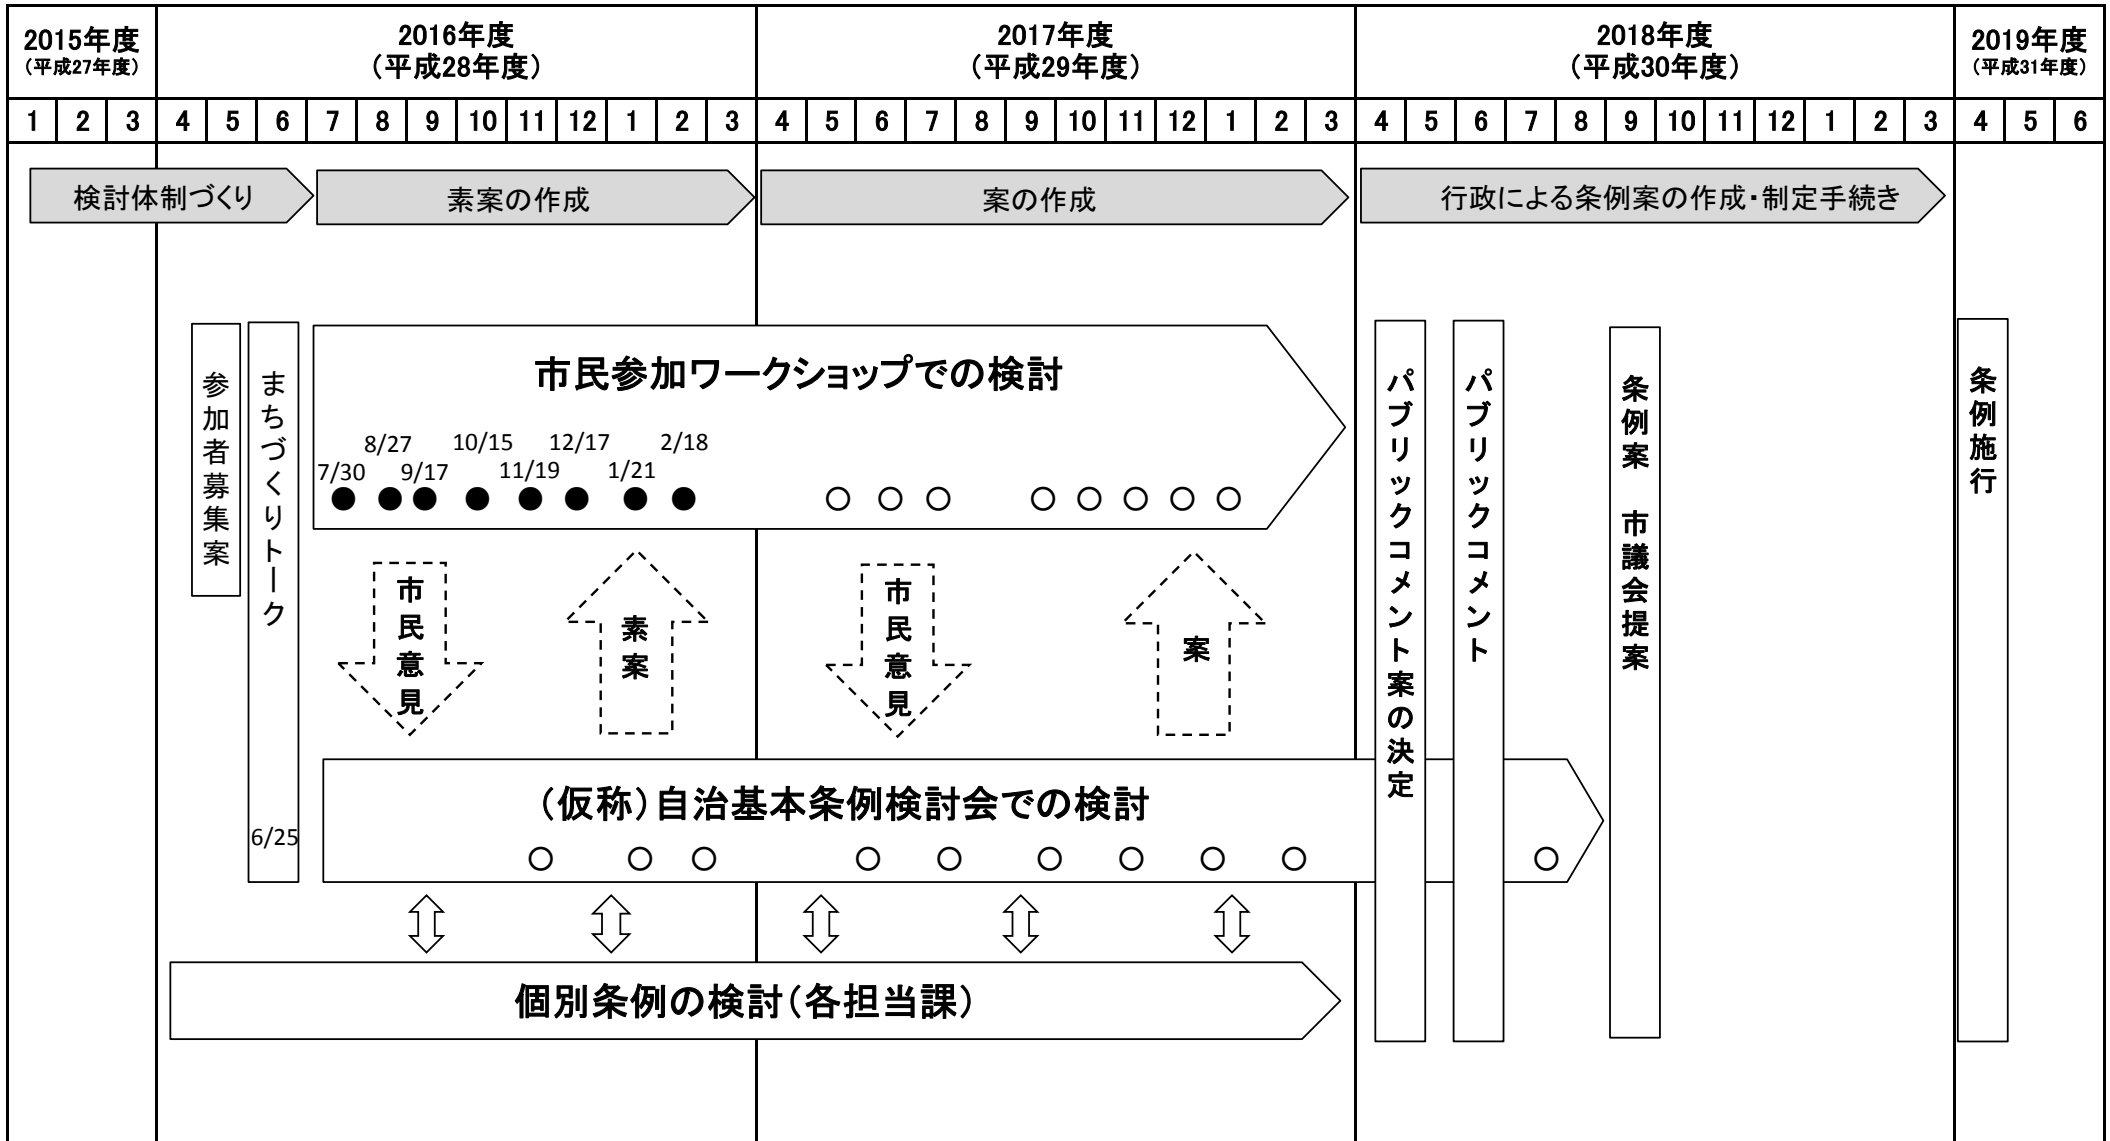 2015年度
(平成27年度)
2016年度
(平成28年度)
2017年度
(平成29年度)
2018年度
(平成30年度)
2019年度
(平成31年度)
1 2 3 4 5 6 7 8 9 10 11 12 1 2 3 4 5 6 7 8 9 10 11 12 1 2 3 4 5 6 7 8 9 10 11 12 1 2 3 4 5 6
検討体制づくり
素案の作成
案の作成
行政による条例案の作成・制定手続き
参加者募集案
まちづくりトーク
6/25
市民参加ワークショップでの検討
8/27 10/15 12/17 2/18
7/30 9/17 11/19 1/21
市民意見
素案
市民意見
案
(仮称)自治基本条例検討会での検討
個別条例の検討(各担当課)
パブリックコメント案の決定
パブリックコメント
条例案 市議会提案
条例施行